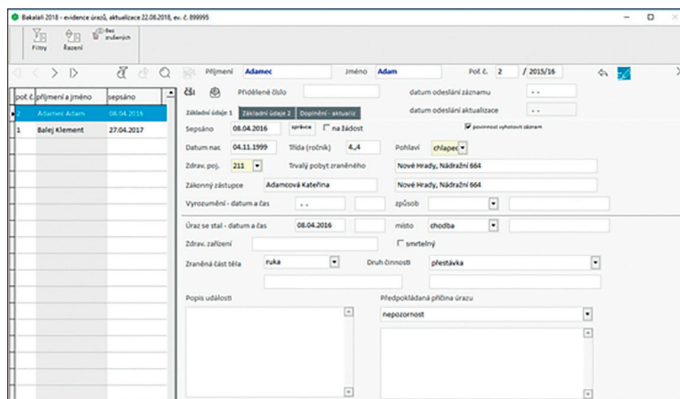 Bakaláři 2018 - evidence úrazů, aktualizace 22.08.2018, ev. č. 899995
Filtry
Řazení
Bez zrušených
Příjmení Adamec Jméno Adam Poř. č. 2 / 2015/16
poř. č. příjmení a jméno sepsáno
2 Adamec Adam 08.04.2016
1 Balej Klement 27.04.2017
ČŠI Přidělené číslo datum odeslání záznamu - -
Základní údaje 1 Základní údaje 2 Doplnění - aktualiz datum odeslání aktualizace - -
Sepsáno 08.04.2016 správce na žádost povinnost vyhotovit záznam
Datum nar. 04.11.1999 Třída (ročník) 4.,4 Pohlaví chlapec
Zdrav. poj. 211 Trvalý pobyt zraněného Nové Hrady, Nádražní 664
Zákonný zástupce Adamcová Kateřina Nové Hrady, Nádražní 664
Vyrozumění - datum a čas . . způsob
Úraz se stal - datum a čas 08.04.2016 místo chodba
Zdrav. zařízení smrtelný
Zraněná část těla ruka Druh činnosti přestávka
Popis události Předpokládaná příčina úrazu
nepozornost